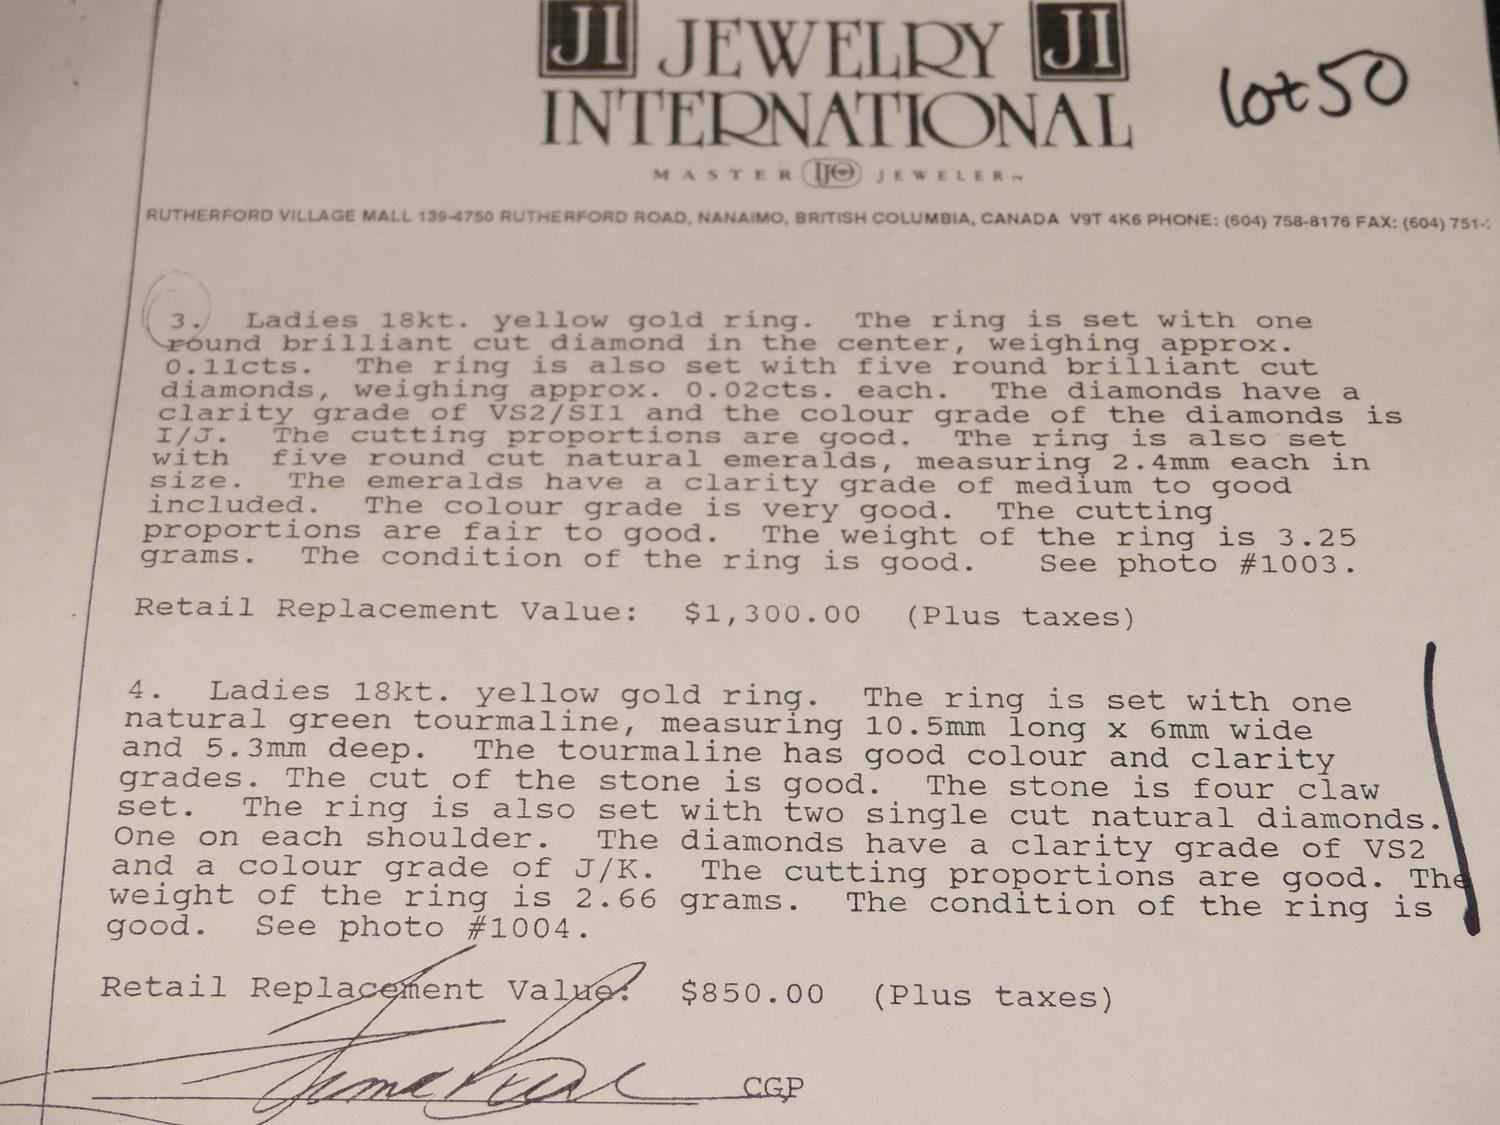 JI JEWELRY JI
INTERNATIONAL
lot 50
MASTER IJO JEWELER™
RUTHERFORD VILLAGE MALL 139-4750 RUTHERFORD ROAD, NANAIMO, BRITISH COLUMBIA, CANADA V9T 4K6 PHONE: (604) 758-8176 FAX: (604) 751-
3. Ladies 18kt. yellow gold ring. The ring is set with one
round brilliant cut diamond in the center, weighing approx.
0.11cts. The ring is also set with five round brilliant cut
diamonds, weighing approx. 0.02cts. each. The diamonds have a
clarity grade of VS2/SI1 and the colour grade of the diamonds is
I/J. The cutting proportions are good. The ring is also set
with five round cut natural emeralds, measuring 2.4mm each in
size. The emeralds have a clarity grade of medium to good
included. The colour grade is very good. The cutting
proportions are fair to good. The weight of the ring is 3.25
grams. The condition of the ring is good. See photo #1003.
Retail Replacement Value: $1,300.00 (Plus taxes)
4. Ladies 18kt. yellow gold ring. The ring is set with one
natural green tourmaline, measuring 10.5mm long x 6mm wide
and 5.3mm deep. The tourmaline has good colour and clarity
grades. The cut of the stone is good. The stone is four claw
set. The ring is also set with two single cut natural diamonds.
One on each shoulder. The diamonds have a clarity grade of VS2
and a colour grade of J/K. The cutting proportions are good. The
weight of the ring is 2.66 grams. The condition of the ring is
good. See photo #1004.
Retail Replacement Value: $850.00 (Plus taxes)
CGP